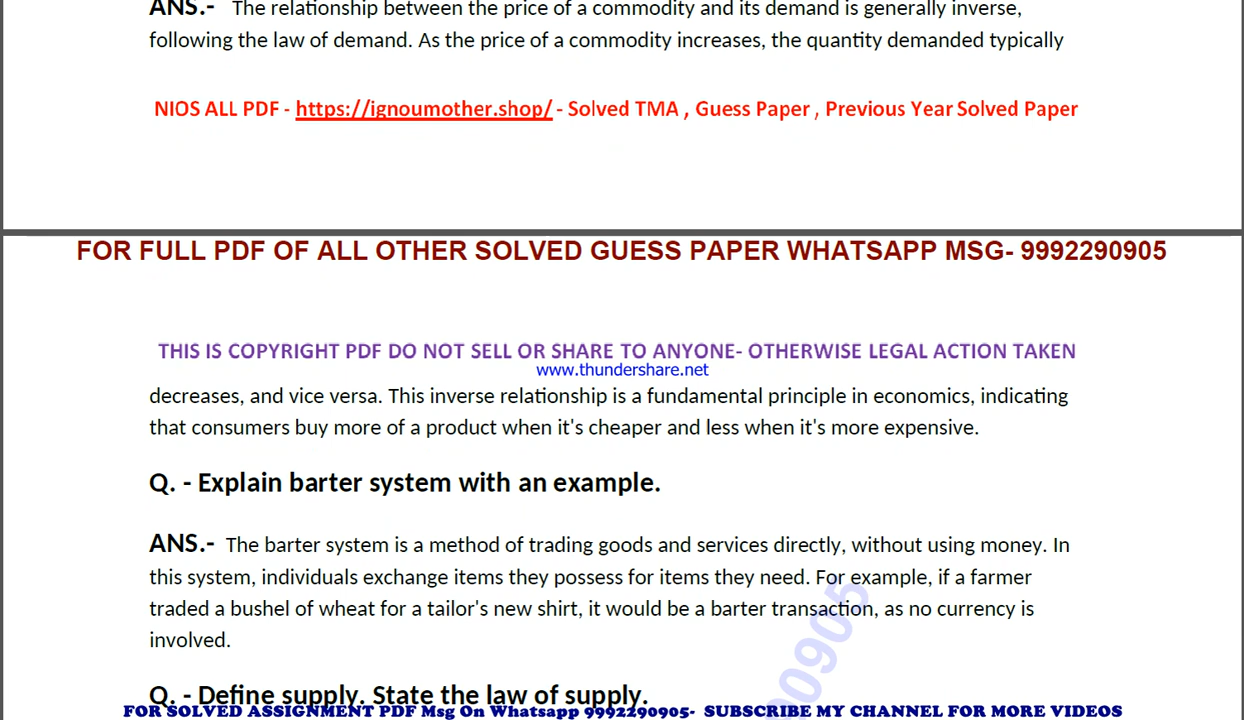 ANS.- The relationship between the price of a commodity and its demand is generally inverse,
following the law of demand. As the price of a commodity increases, the quantity demanded typically
NIOS ALL PDF - https://ignoumother.shop/ - Solved TMA , Guess Paper , Previous Year Solved Paper
FOR FULL PDF OF ALL OTHER SOLVED GUESS PAPER WHATSAPP MSG- 9992290905
THIS IS COPYRIGHT PDF DO NOT SELL OR SHARE TO ANYONE- OTHERWISE LEGAL ACTION TAKEN
www.thundershare.net
decreases, and vice versa. This inverse relationship is a fundamental principle in economics, indicating
that consumers buy more of a product when it's cheaper and less when it's more expensive.
Q. - Explain barter system with an example.
ANS.- The barter system is a method of trading goods and services directly, without using money. In
this system, individuals exchange items they possess for items they need. For example, if a farmer
traded a bushel of wheat for a tailor's new shirt, it would be a barter transaction, as no currency is
involved.
90905
Q. - Define supply. State the law of supply.
FOR SOLVED ASSIGNMENT PDF Msg On Whatsapp 9992290905- SUBSCRIBE MY CHANNEL FOR MORE VIDEOS